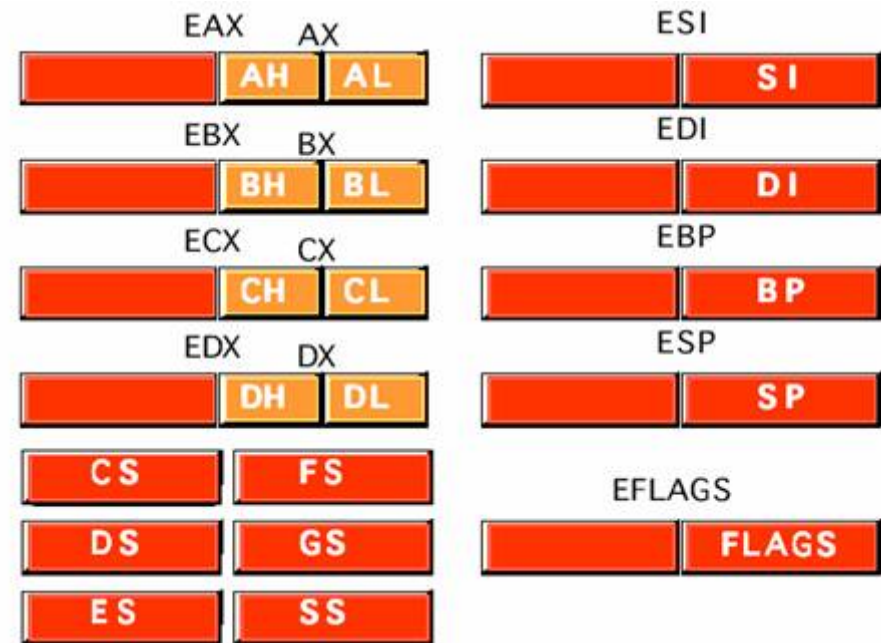 EAX AX
AH AL
EBX BX
BH BL
ECX CX
CH CL
EDX DX
DH DL
CS FS
DS GS
ES SS
ESI
SI
EDI
DI
EBP
BP
ESP
SP
EFLAGS
FLAGS